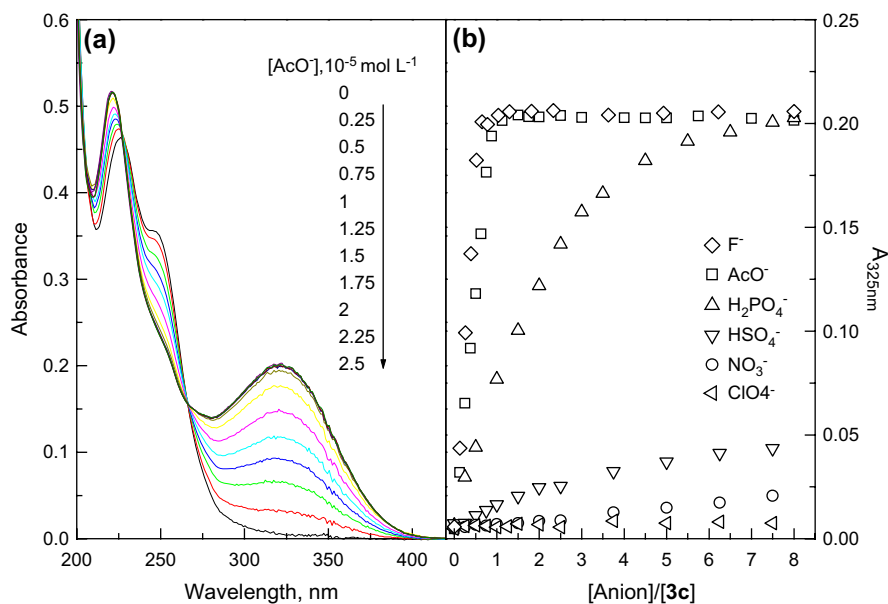 (a)
[AcO⁻],10⁻⁵ mol L⁻¹
0
0.25
0.5
0.75
1
1.25
1.5
1.75
2
2.25
2.5
0.6
0.5
0.4
0.3
0.2
0.1
0.0
Absorbance
200 250 300 350 400
Wavelength, nm
(b)
F⁻
AcO⁻
H₂PO₄⁻
HSO₄⁻
NO₃⁻
ClO4⁻
0 1 2 3 4 5 6 7 8
[Anion]/[3c]
0.25
0.20
0.15
0.10
0.05
0.00
A₃₂₅ₙₘ